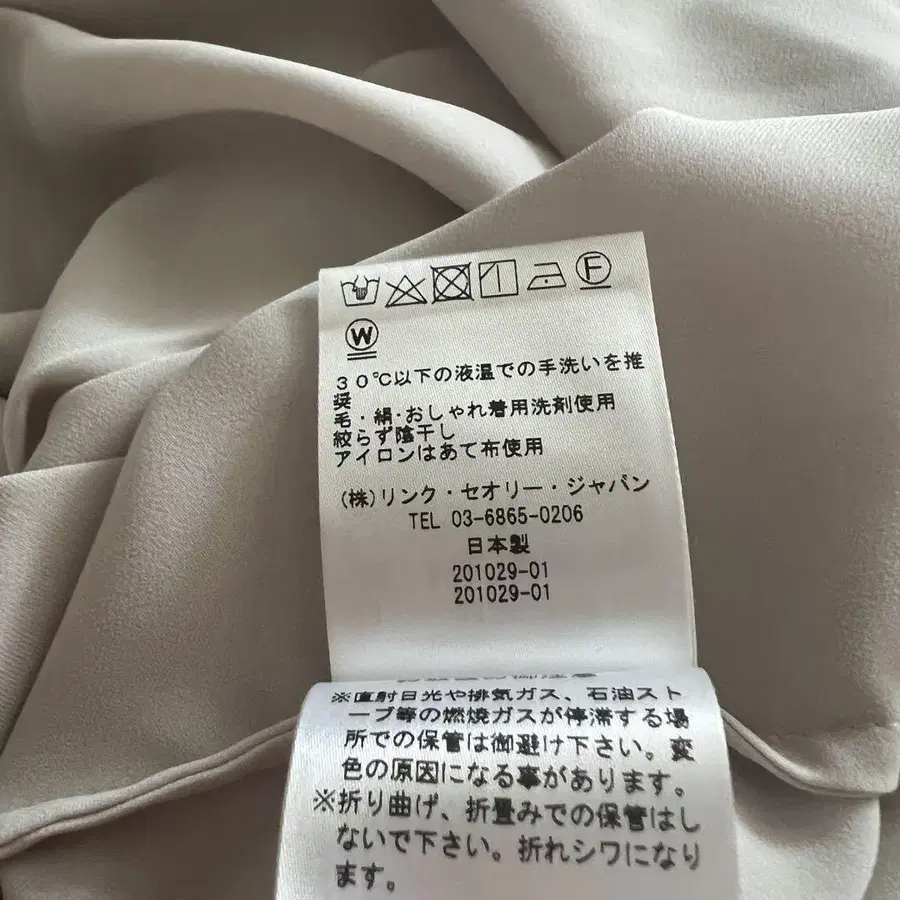 F
W
30℃以下の液温での手洗いを推
奨
毛・絹・おしゃれ着用洗剤使用
絞らず陰干し
アイロンはあて布使用
(株)リンク・セオリー・ジャパン
TEL 03-6865-0206
日本製
201029-01
201029-01
※直射日光や排気ガス、石油スト
ーブ等の燃焼ガスが停滞する場
所での保管は御避け下さい。変
色の原因になる事があります。
※折り曲げ、折畳みでの保管はし
ないで下さい。折れシワになり
ます。